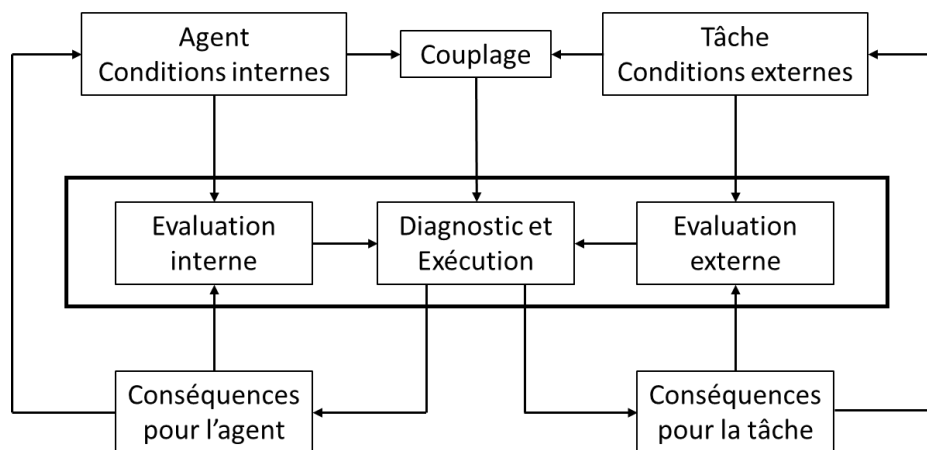 Agent
Conditions internes
Couplage
Tâche
Conditions externes
Evaluation
interne
Diagnostic et
Exécution
Evaluation
externe
Conséquences
pour l'agent
Conséquences
pour la tâche